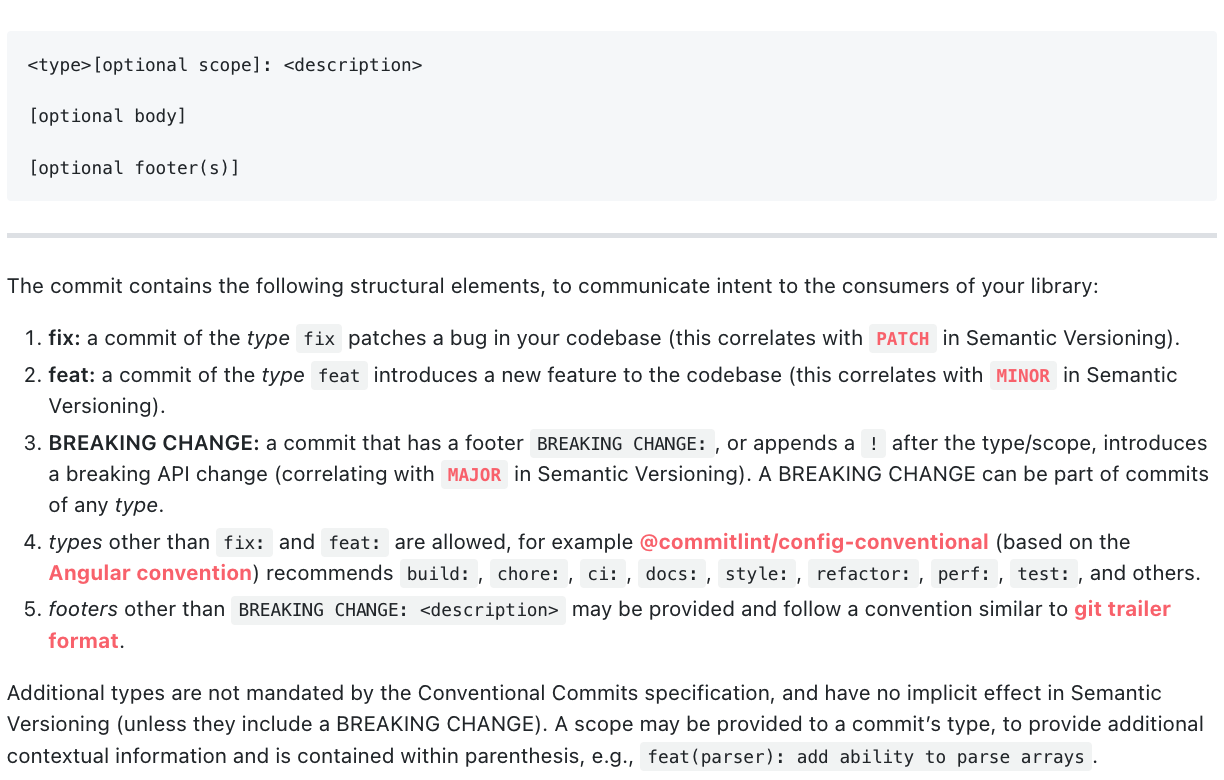 <type>[optional scope]: <description>
[optional body]
[optional footer(s)]
The commit contains the following structural elements, to communicate intent to the consumers of your library:
1. fix: a commit of the type fix patches a bug in your codebase (this correlates with PATCH in Semantic Versioning).
2. feat: a commit of the type feat introduces a new feature to the codebase (this correlates with MINOR in Semantic
Versioning).
3. BREAKING CHANGE: a commit that has a footer BREAKING CHANGE:, or appends a ! after the type/scope, introduces
a breaking API change (correlating with MAJOR in Semantic Versioning). A BREAKING CHANGE can be part of commits
of any type.
4. types other than fix: and feat: are allowed, for example @commitlint/config-conventional (based on the
Angular convention) recommends build:, chore:, ci:, docs:, style:, refactor:, perf:, test:, and others.
5. footers other than BREAKING CHANGE: <description> may be provided and follow a convention similar to git trailer
format.
Additional types are not mandated by the Conventional Commits specification, and have no implicit effect in Semantic
Versioning (unless they include a BREAKING CHANGE). A scope may be provided to a commit’s type, to provide additional
contextual information and is contained within parenthesis, e.g., feat(parser): add ability to parse arrays.